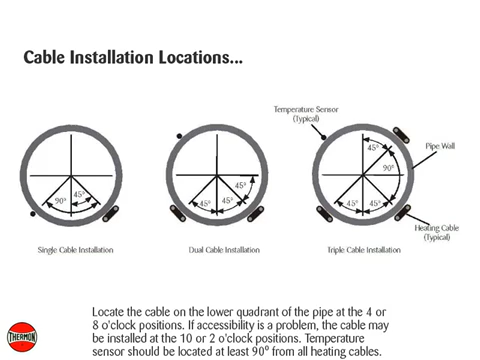 Cable Installation Locations...
Temperature Sensor
(Typical)
45°
Pipe Wall
90°
45°
90°
45°
45°
45°
45°
45°
Heating Cable
(Typical)
Single Cable Installation
Dual Cable Installation
Triple Cable Installation
Locate the cable on the lower quadrant of the pipe at the 4 or
8 o'clock positions. If accessibility is a problem, the cable may
be installed at the 10 or 2 o'clock positions. Temperature
sensor should be located at least 90⁰ from all heating cables.
THERMON